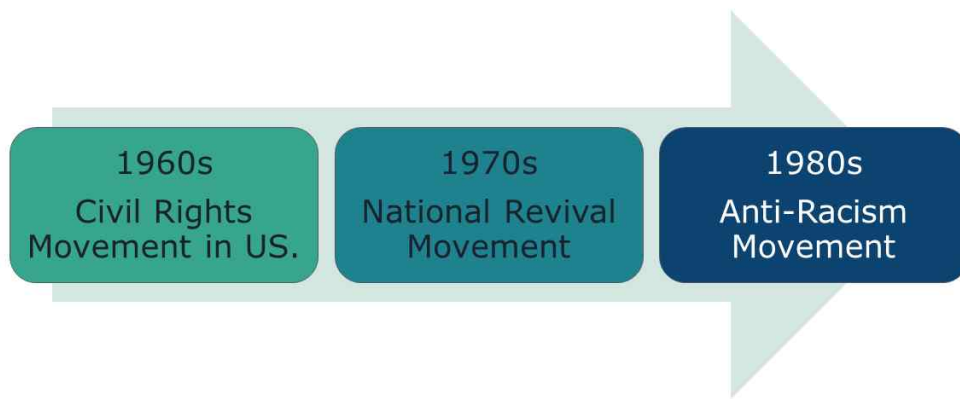 1960s
Civil Rights
Movement in US.
1970s
National Revival
Movement
1980s
Anti-Racism
Movement